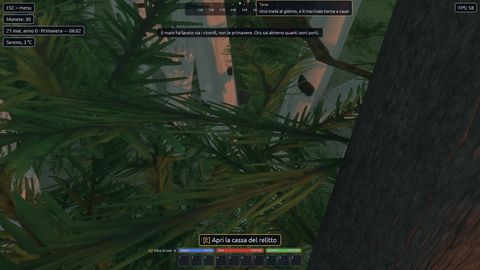 ESC = menu
Monete: 30
21 mar, anno 0 · Primavera — 06:02
Sereno, 3 °C
Una mela al giorno, e il marinaio torna a casa!
FPS: 58
Il mare ha lavato via i ricordi, non le primavere. Ora sai almeno quanti anni porti.
[E] Apri la cassa del relitto